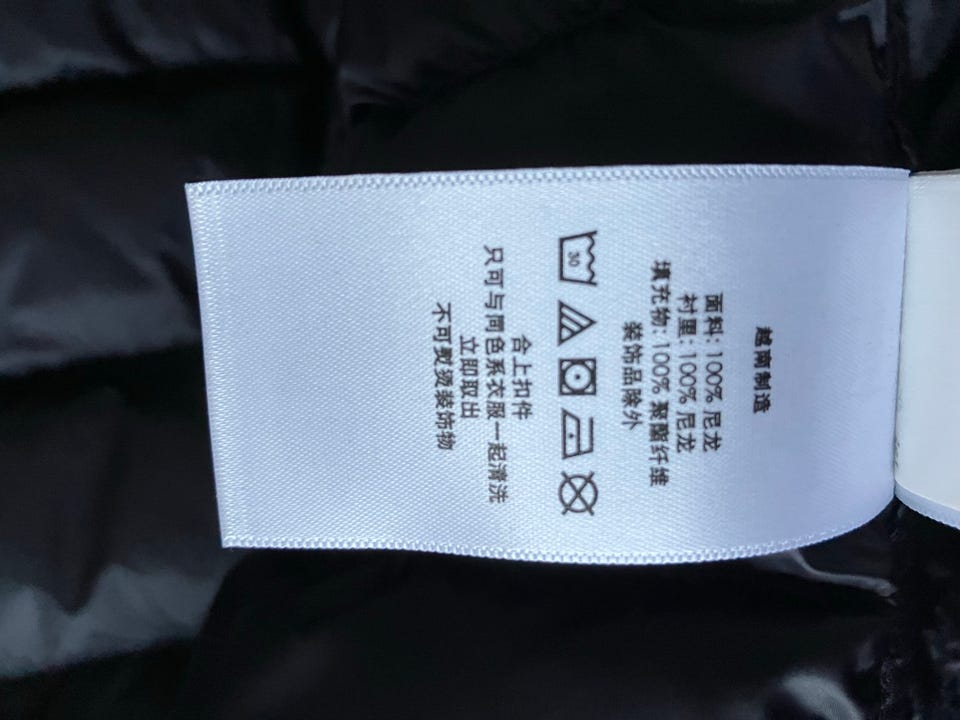 越南制造
面料: 100% 尼龙
衬里: 100% 尼龙
填充物: 100% 聚酯纤维
装饰品除外
30
合上扣件
只可与同色系衣服一起清洗
立即取出
不可熨烫装饰物